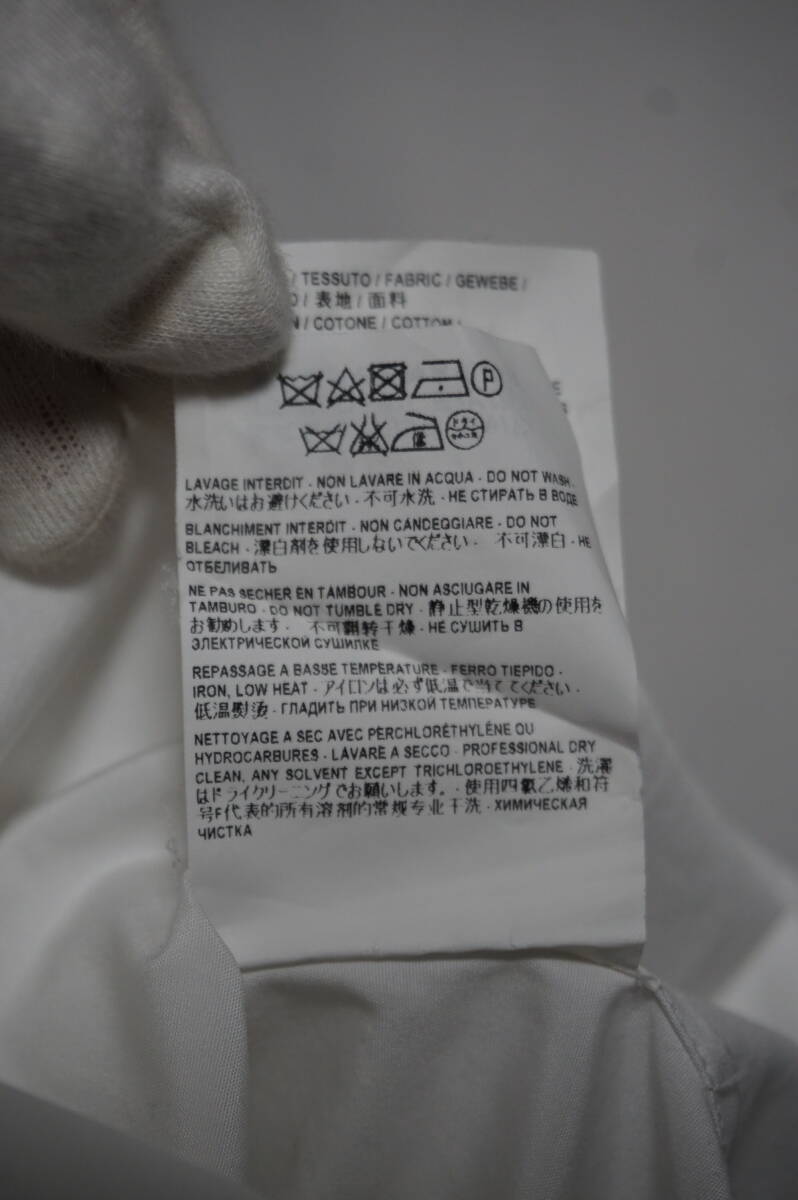 / TESSUTO / FABRIC / GEWEBE /
/ 表地 / 面料
/ COTONE / COTTON
P
ドライ
LAVAGE INTERDIT - NON LAVARE IN ACQUA - DO NOT WASH -
水洗いはお避けください - 不可水洗 - НЕ СТИРАТЬ В ВОДЕ
BLANCHIMENT INTERDIT - NON CANDEGGIARE - DO NOT
BLEACH - 漂白剤を使用しないでください - 不可漂白 - НЕ
ОТБЕЛИВАТЬ
NE PAS SECHER EN TAMBOUR - NON ASCIUGARE IN
TAMBURO - DO NOT TUMBLE DRY - 静止型乾燥機の使用を
お勧めします - 不可翻转干燥 - НЕ СУШИТЬ В
ЭЛЕКТРИЧЕСКОЙ СУШИЛКЕ
REPASSAGE A BASSE TEMPERATURE - FERRO TIEPIDO -
IRON, LOW HEAT - アイロンは必ず低温で当ててください -
低温熨烫 - ГЛАДИТЬ ПРИ НИЗКОЙ ТЕМПЕРАТУРЕ
NETTOYAGE A SEC AVEC PERCHLORÉTHYLÈNE OU
HYDROCARBURES - LAVARE A SECCO - PROFESSIONAL DRY
CLEAN, ANY SOLVENT EXCEPT TRICHLOROETHYLENE - 洗濯
はドライクリーニングでお願いします。- 使用四氯乙烯和符
号F代表的所有溶剂的常规专业干洗 - ХИМИЧЕСКАЯ
ЧИСТКА